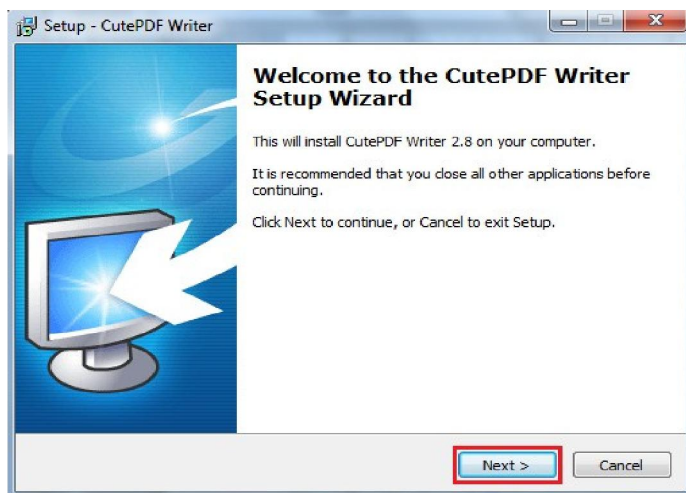 Setup - CutePDF Writer
Welcome to the CutePDF Writer
Setup Wizard
This will install CutePDF Writer 2.8 on your computer.
It is recommended that you close all other applications before
continuing.
Click Next to continue, or Cancel to exit Setup.
Next >
Cancel